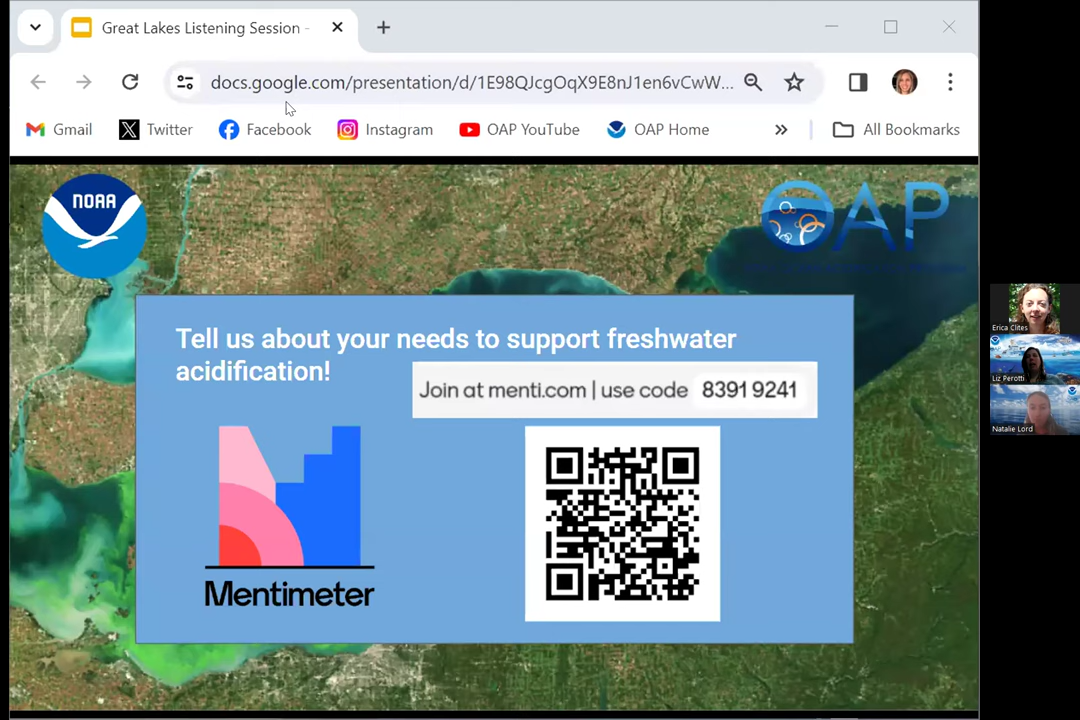 Great Lakes Listening Session -
docs.google.com/presentation/d/1E98QJcgOqX9E8nJ1en6vCwW...
Gmail
Twitter
Facebook
Instagram
OAP YouTube
OAP Home
All Bookmarks
NOAA
OAP
Tell us about your needs to support freshwater
acidification!
Join at menti.com | use code 8391 9241
Mentimeter
Erica Clites
Liz Perotti
Natalie Lord